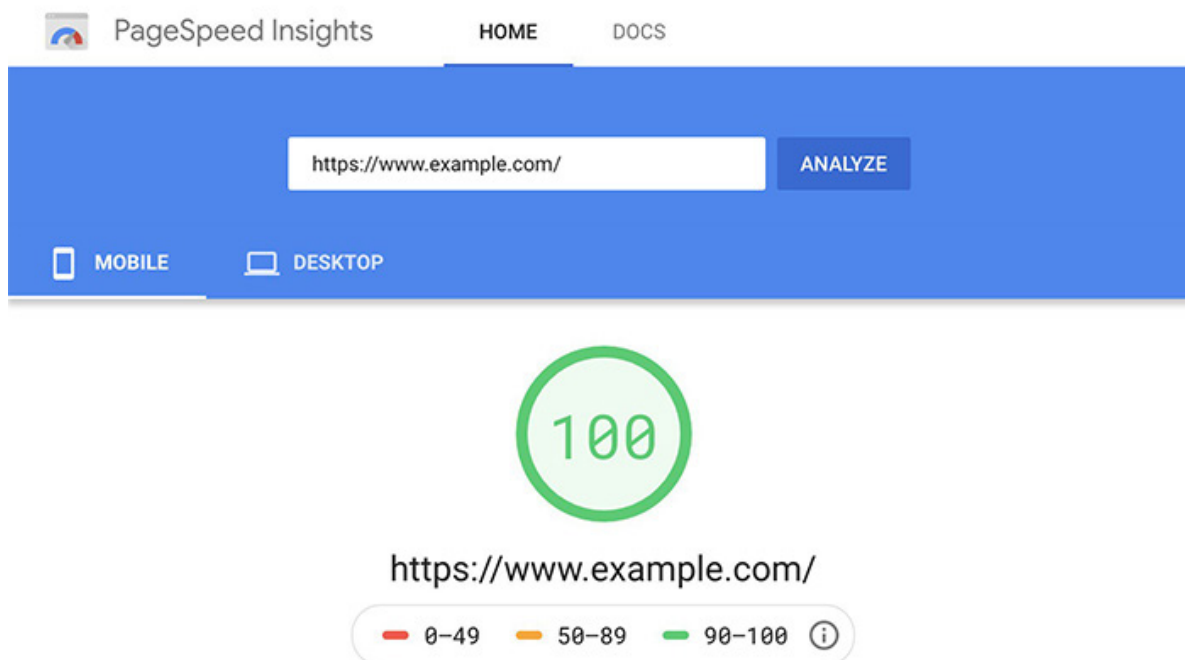 PageSpeed Insights HOME DOCS
https://www.example.com/ ANALYZE
MOBILE DESKTOP
100
https://www.example.com/
0–49 50–89 90–100